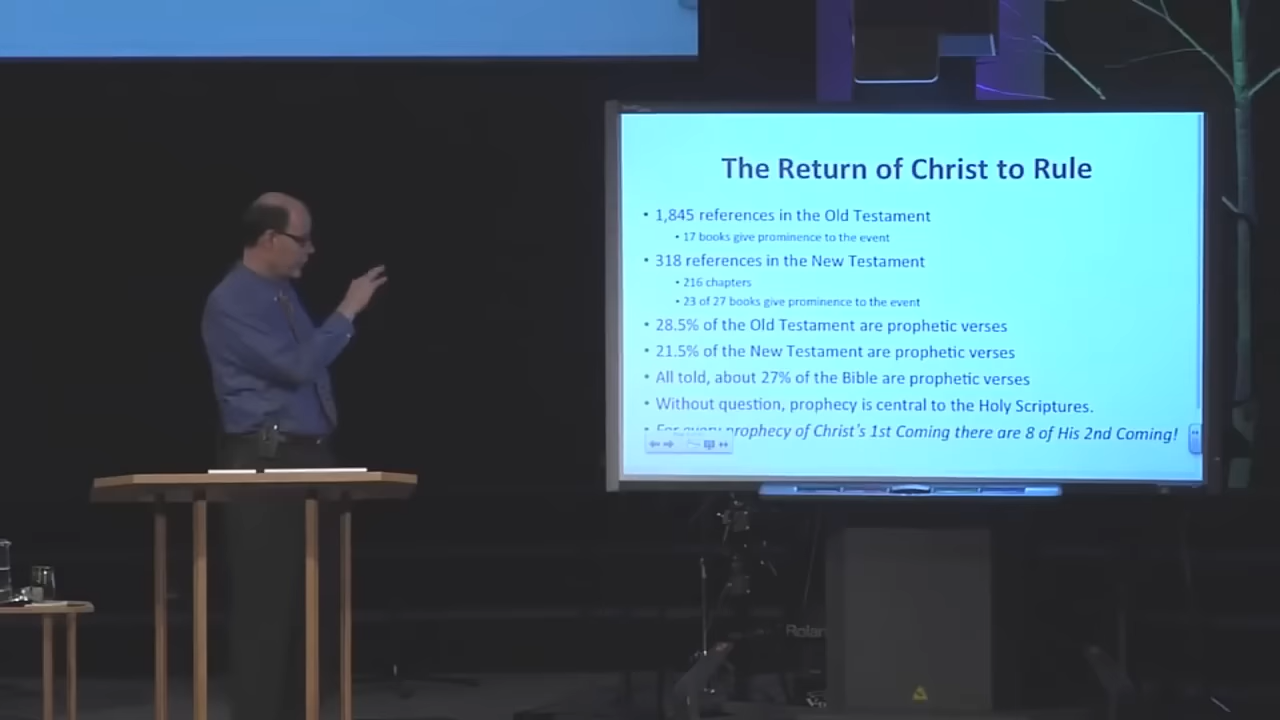 The Return of Christ to Rule
• 1,845 references in the Old Testament
• 17 books give prominence to the event
• 318 references in the New Testament
• 216 chapters
• 23 of 27 books give prominence to the event
• 28.5% of the Old Testament are prophetic verses
• 21.5% of the New Testament are prophetic verses
• All told, about 27% of the Bible are prophetic verses
• Without question, prophecy is central to the Holy Scriptures.
• For every prophecy of Christ's 1st Coming there are 8 of His 2nd Coming!
Roland